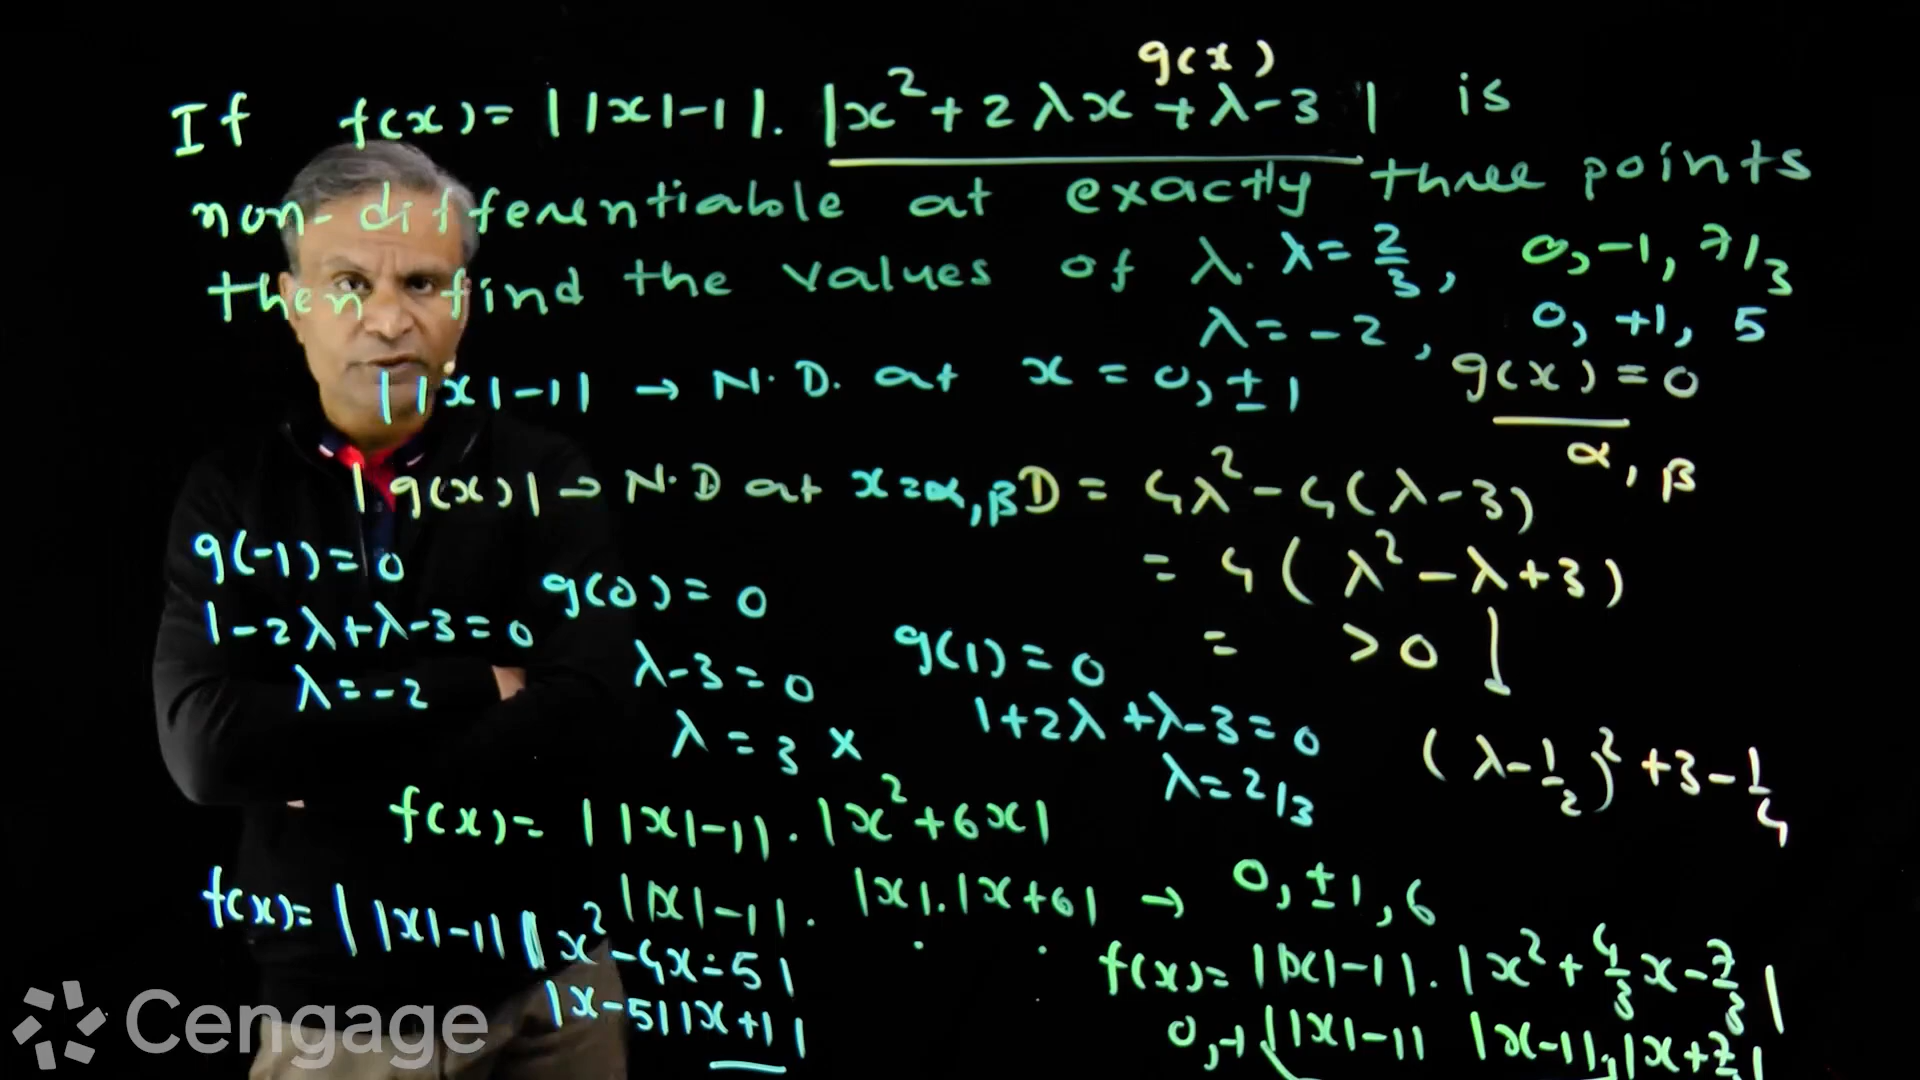 g(x)
If f(x) = ||x|-1|. |x²+2λx+λ-3| is
non-differentiable at exactly three points
then find the values of λ. λ = 2/3, 0, -1, 7/3
λ = -2, 0, +1, 5
||x|-1| → N.D. at x = 0, ±1 g(x) = 0
α, β
|g(x)| → N.D at x=α,β D = 4λ²-4(λ-3)
= 4(λ²-λ+3)
= >0
g(-1) = 0
1-2λ+λ-3=0
λ=-2
g(0) = 0
λ-3=0
λ = 3 ×
g(1) = 0
1+2λ+λ-3=0
λ=2/3
(λ-1/2)²+3-1/4
f(x) = ||x|-1|. |x²+6x|
||x|-1|. |x|.|x+6| → 0, ±1, 6
f(x)= ||x|-1| |x²-4x-5|
|x-5||x+1|
f(x)= ||x|-1|. |x²+4/3x-7/3|
0,-1 ||x|-1| |x-1|.|x+7/3|
Cengage